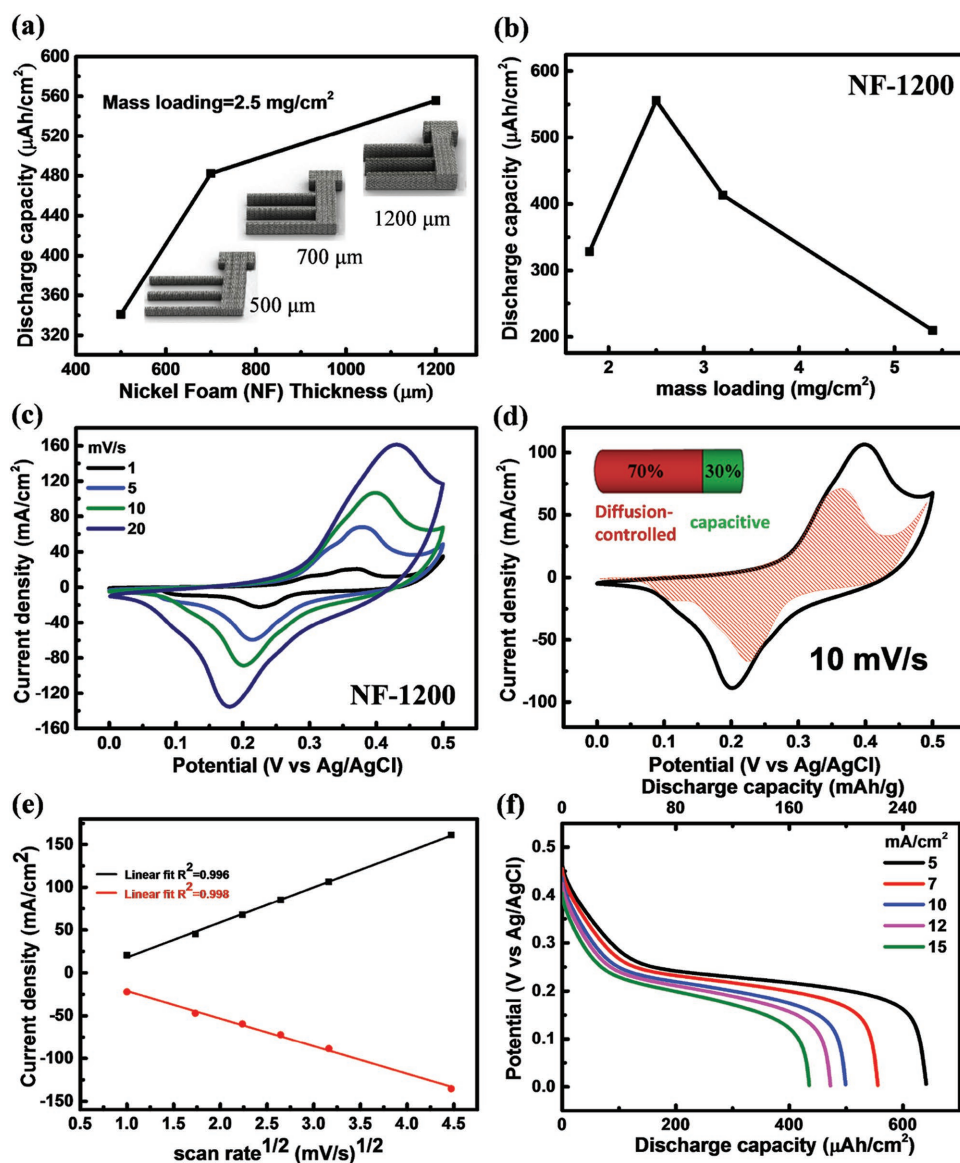 (a)
600
560
520
480
440
400
360
320
Discharge capacity (μAh/cm²)
Mass loading=2.5 mg/cm²
1200 μm
700 μm
500 μm
400 600 800 1000 1200
Nickel Foam (NF) Thickness (μm)
(b)
600
500
400
300
200
Discharge capacity (μAh/cm²)
NF-1200
2 3 4 5
mass loading (mg/cm²)
(c)
160
120
80
40
0
-40
-80
-120
-160
Current density (mA/cm²)
mV/s
1
5
10
20
NF-1200
0.0 0.1 0.2 0.3 0.4 0.5
Potential (V vs Ag/AgCl)
(d)
100
50
0
-50
-100
Current density (mA/cm²)
70% 30%
Diffusion-controlled
capacitive
10 mV/s
0.0 0.1 0.2 0.3 0.4 0.5
Potential (V vs Ag/AgCl)
(e)
150
100
50
0
-50
-100
-150
Current density (mA/cm²)
Linear fit R²=0.996
Linear fit R²=0.998
0.5 1.0 1.5 2.0 2.5 3.0 3.5 4.0 4.5
scan rate^1/2 (mV/s)^1/2
(f)
Discharge capacity (mAh/g)
0 80 160 240
0.6
0.5
0.3
0.2
0.0
Potential (V vs Ag/AgCl)
mA/cm²
5
7
10
12
15
0 200 400 600
Discharge capacity (μAh/cm²)